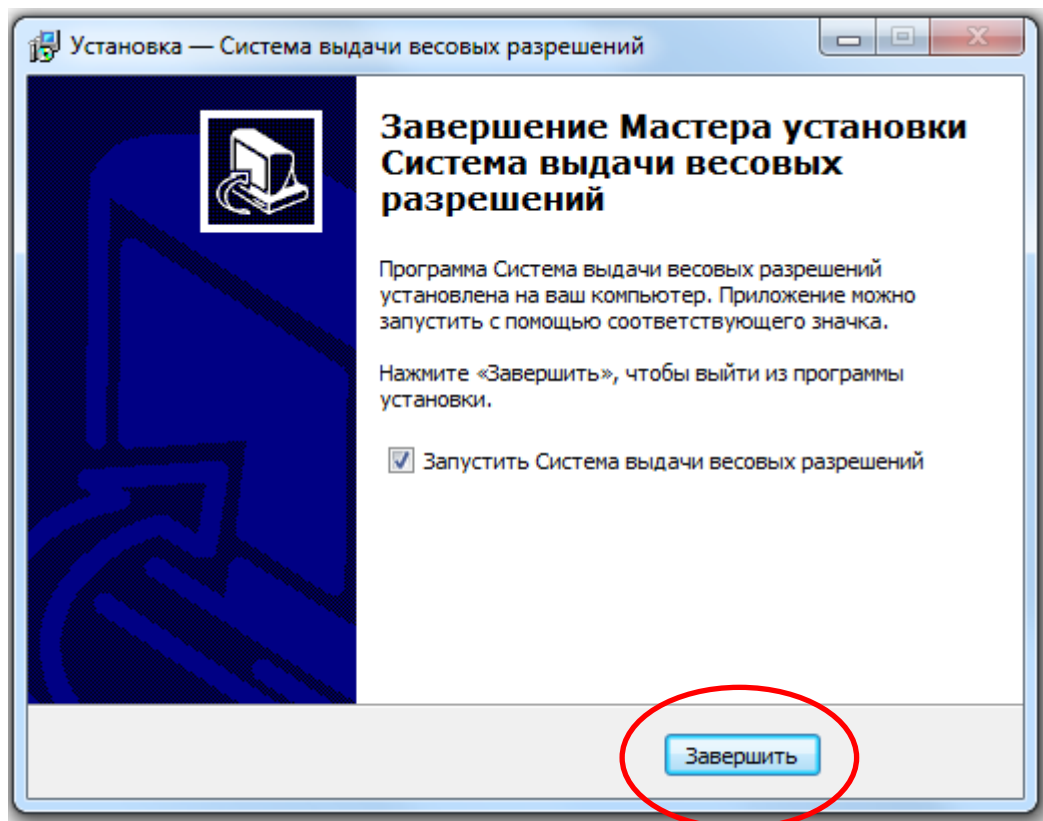 Установка — Система выдачи весовых разрешений
Завершение Мастера установки
Система выдачи весовых
разрешений
Программа Система выдачи весовых разрешений
установлена на ваш компьютер. Приложение можно
запустить с помощью соответствующего значка.
Нажмите «Завершить», чтобы выйти из программы
установки.
Запустить Система выдачи весовых разрешений
Завершить